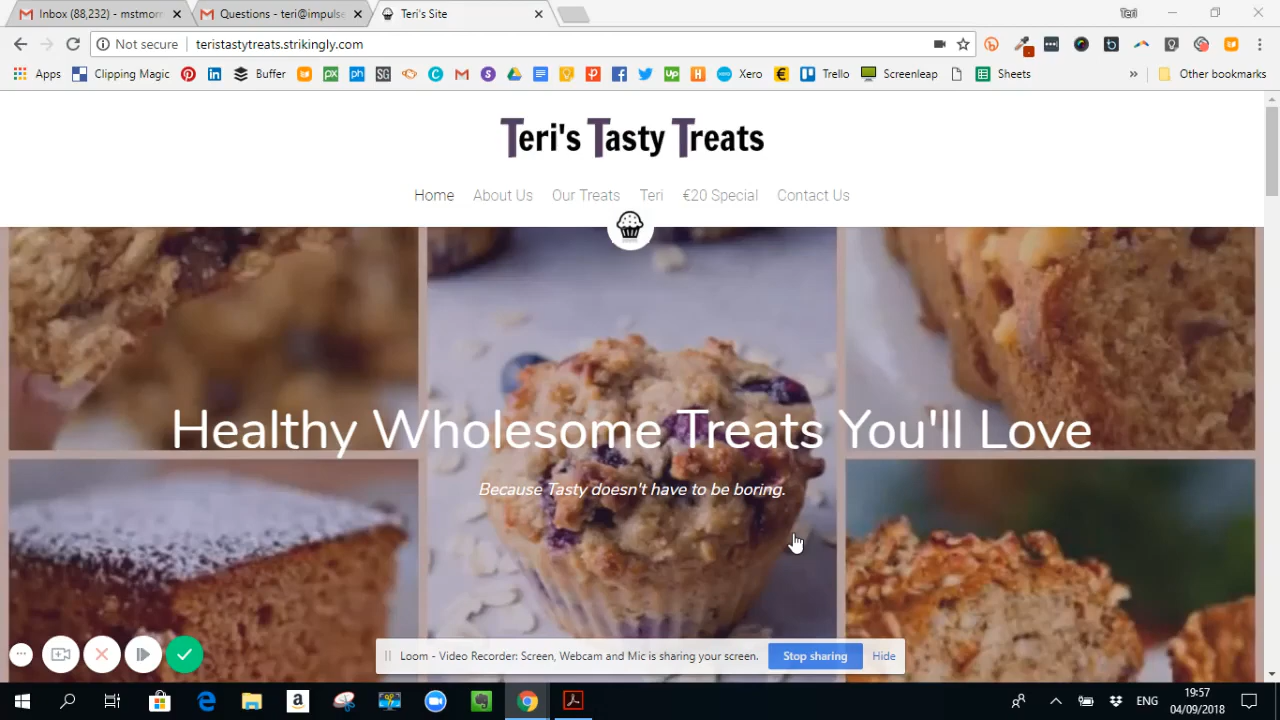 Inbox (88,232) - mstmor
Questions - teri@impulse
Teri's Site
Teri
Not secure
teristastytreats.strikingly.com
Apps
Clipping Magic
Buffer
Xero
Trello
Screenleap
Sheets
Other bookmarks
Teri's Tasty Treats
Home
About Us
Our Treats
Teri
€20 Special
Contact Us
Healthy Wholesome Treats You'll Love
Because Tasty doesn't have to be boring.
Loom - Video Recorder: Screen, Webcam and Mic is sharing your screen.
Stop sharing
Hide
ENG
19:57
04/09/2018